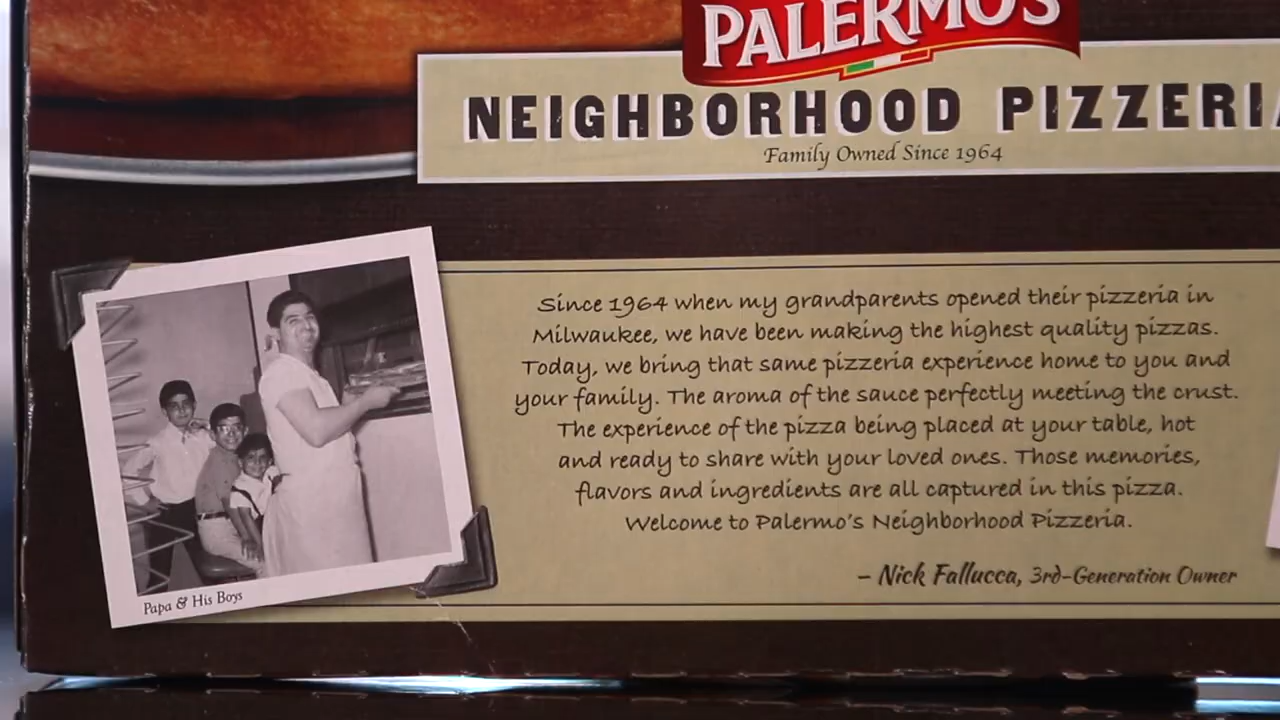 PALERMO'S
NEIGHBORHOOD PIZZERIA
Family Owned Since 1964
Since 1964 when my grandparents opened their pizzeria in
Milwaukee, we have been making the highest quality pizzas.
Today, we bring that same pizzeria experience home to you and
your family. The aroma of the sauce perfectly meeting the crust.
The experience of the pizza being placed at your table, hot
and ready to share with your loved ones. Those memories,
flavors and ingredients are all captured in this pizza.
Welcome to Palermo's Neighborhood Pizzeria.
– Nick Fallucca, 3rd-Generation Owner
Papa & His Boys